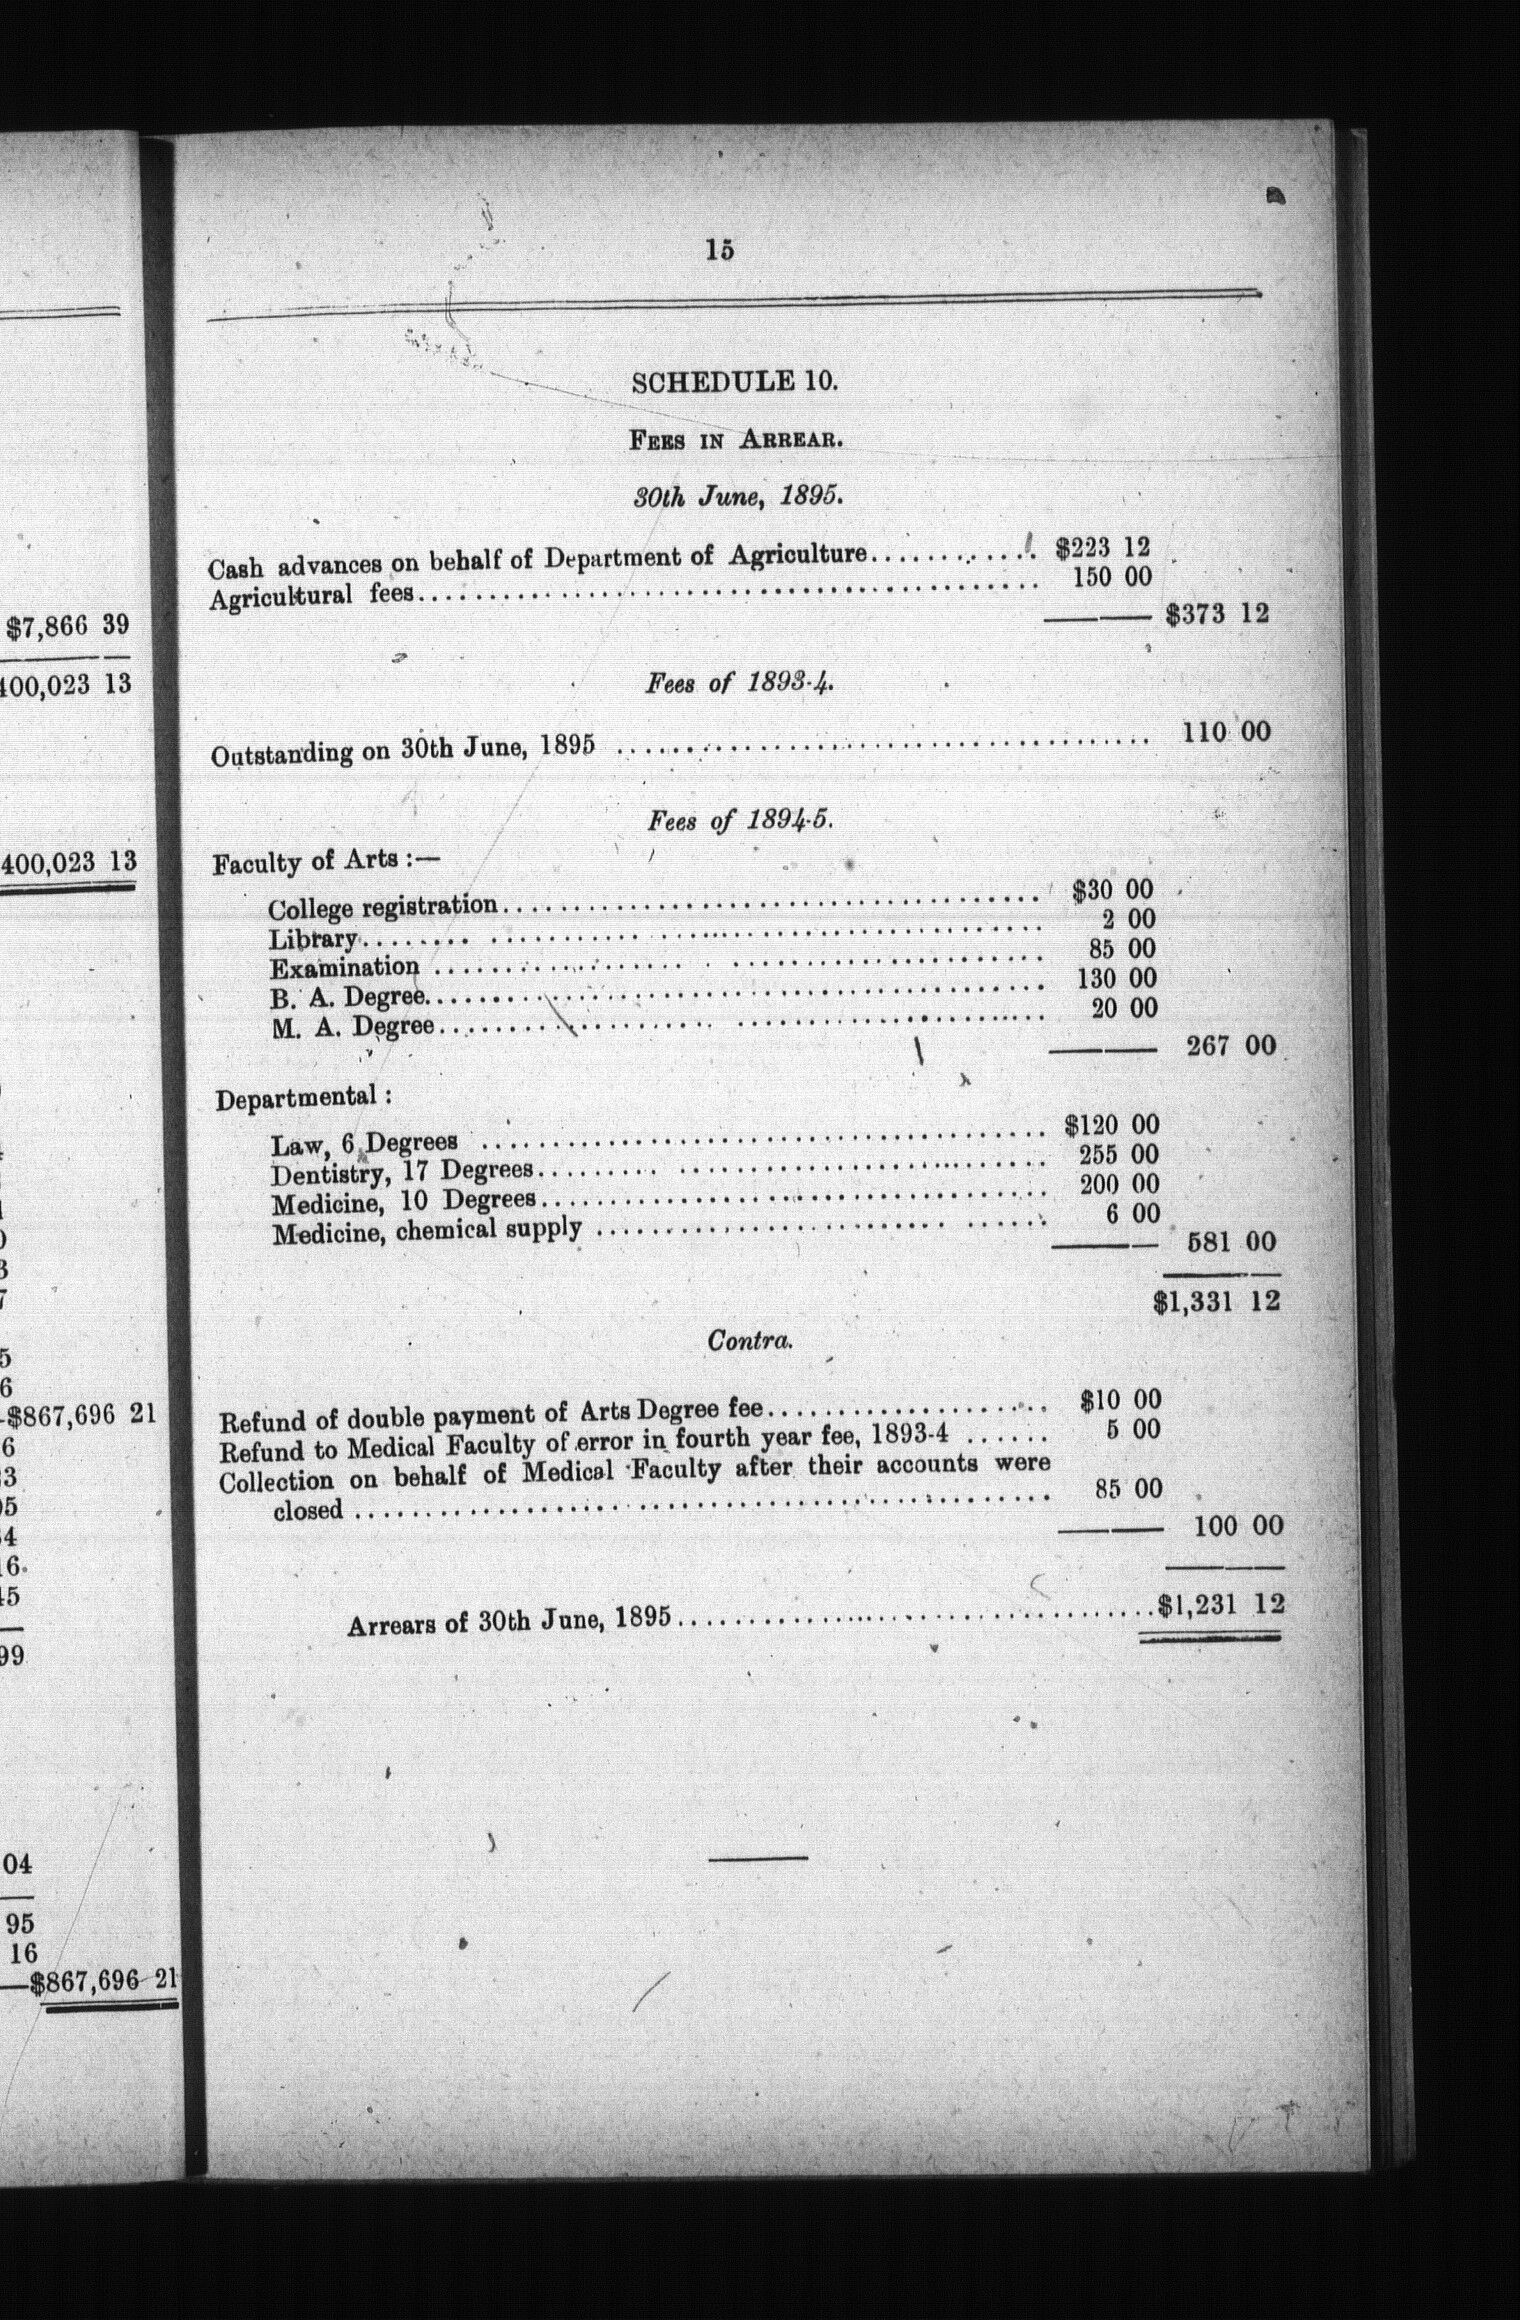 $7,866 39
400,023 13
400,023 13
$867,696 21
04
95
16
$867,696 21
15
SCHEDULE 10.
FEES IN ARREAR.
30th June, 1895.
Cash advances on behalf of Department of Agriculture............ $223 12
Agricultural fees............................................ 150 00
$373 12
Fees of 1893-4.
Outstanding on 30th June, 1895 ...................................... 110 00
Fees of 1894-5.
Faculty of Arts :—
College registration...................................... $30 00
Library................................................ 2 00
Examination .......................................... 85 00
B. A. Degree............................................ 130 00
M. A. Degree.......................................... 20 00
267 00
Departmental :
Law, 6 Degrees ........................................ $120 00
Dentistry, 17 Degrees.................................... 255 00
Medicine, 10 Degrees.................................... 200 00
Medicine, chemical supply ................................ 6 00
581 00
$1,331 12
Contra.
Refund of double payment of Arts Degree fee.................... $10 00
Refund to Medical Faculty of error in fourth year fee, 1893-4 ...... 5 00
Collection on behalf of Medical Faculty after their accounts were
closed .................................................. 85 00
100 00
Arrears of 30th June, 1895..................................$1,231 12